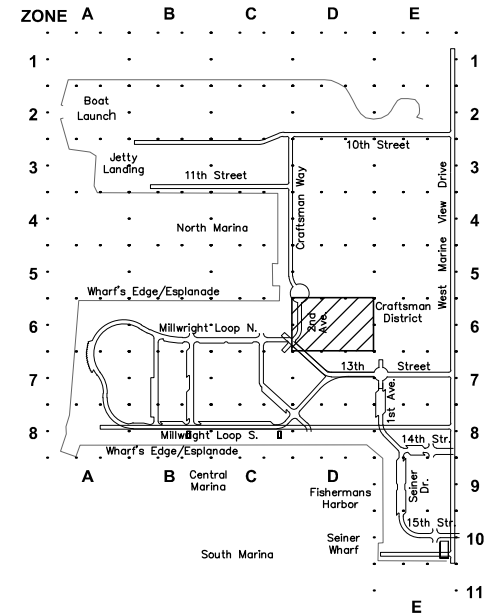 ZONE A B C D E
1 1
Boat
Launch
2 2
10th Street
Jetty
Landing
3 3
11th Street
Craftsman Way
West Marine View Drive
4 4
North Marina
5 5
Wharf's Edge/Esplanade
Craftsman
District
2nd
Ave.
6 6
Millwright Loop N.
13th Street
7 7
1st Ave.
8 8
Millwright Loop S.
14th Str.
Wharf's Edge/Esplanade
A B C D
Central
Marina
9
Seiner
Dr.
Fishermans
Harbor
15th Str.
Seiner
Wharf
10
South Marina
11
E